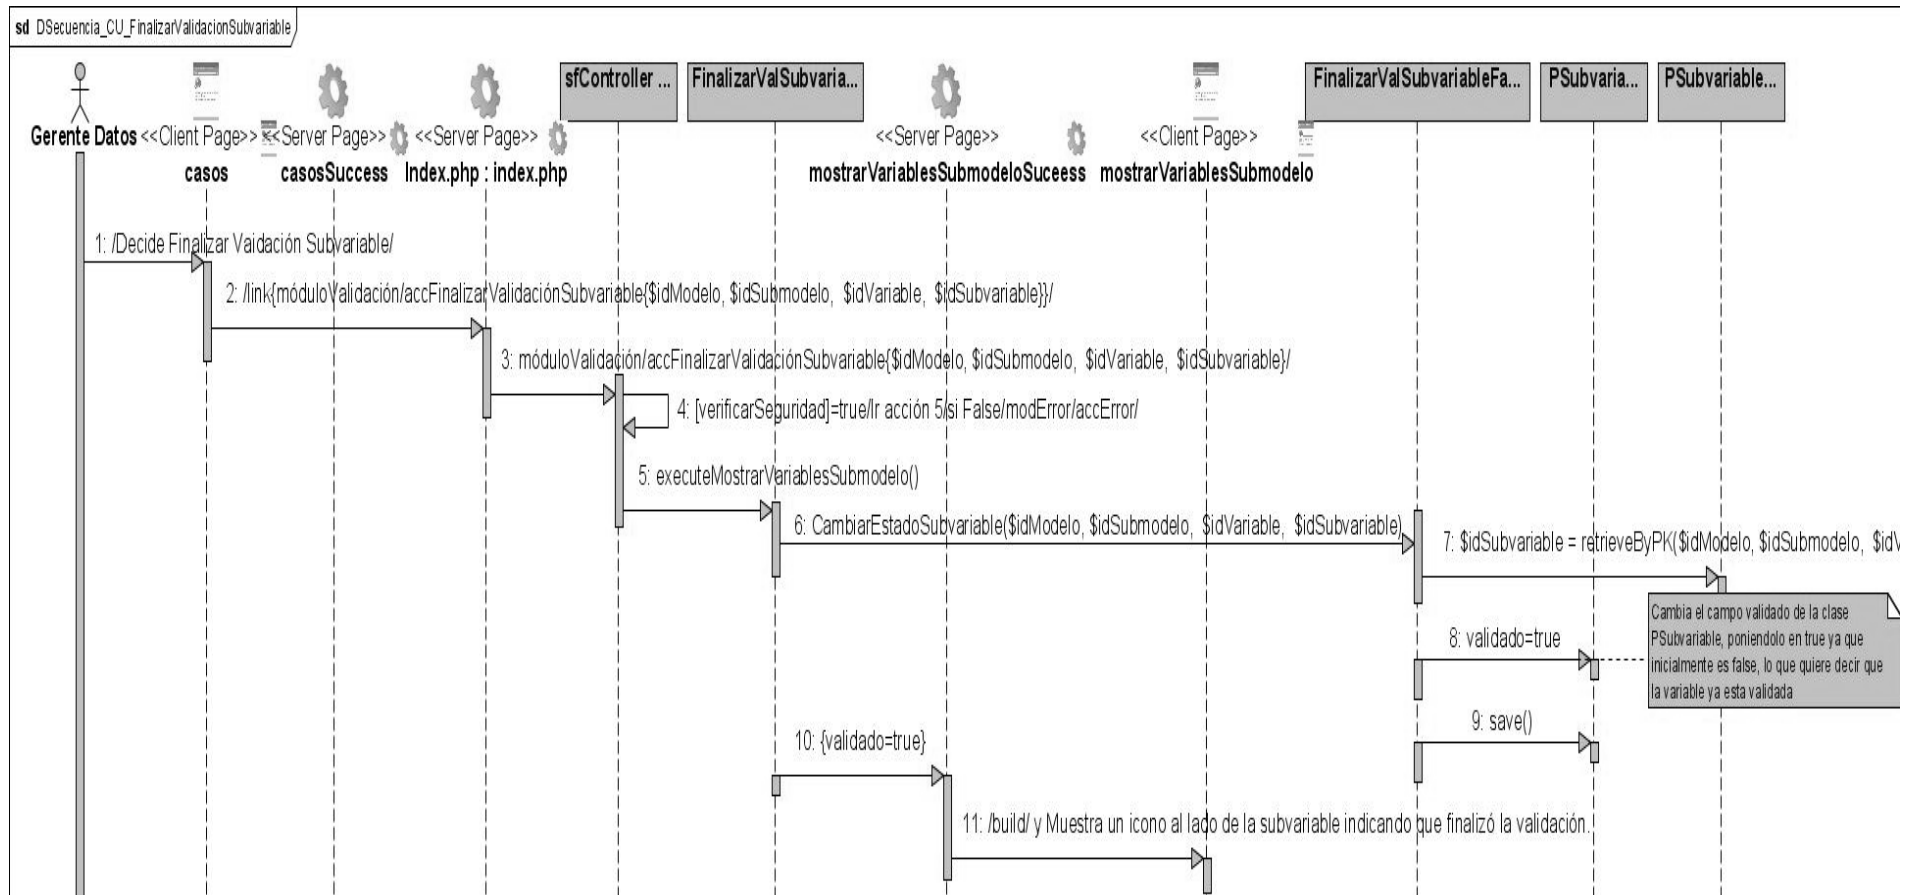 sd DSecuencia_CU_FinalizarValidacionSubvariable
sfController ...
FinalizarValSubvaria...
FinalizarValSubvariableFa...
PSubvaria...
PSubvariable...
Gerente Datos
<<Client Page>>
casos
<<Server Page>>
casosSuccess
<<Server Page>>
Index.php : index.php
<<Server Page>>
mostrarVariablesSubmodeloSuceess
<<Client Page>>
mostrarVariablesSubmodelo
1: /Decide Finalizar Vaidación Subvariable/
2: /link{móduloValidación/accFinalizarValidaciónSubvariable{$idModelo, $idSubmodelo, $idVariable, $idSubvariable}}/
3: móduloValidación/accFinalizarValidaciónSubvariable{$idModelo, $idSubmodelo, $idVariable, $idSubvariable}/
4: [verificarSeguridad]=true/Ir acción 5/si False/modError/accError/
5: executeMostrarVariablesSubmodelo()
6: CambiarEstadoSubvariable($idModelo, $idSubmodelo, $idVariable, $idSubvariable)
7: $idSubvariable = retrieveByPK($idModelo, $idSubmodelo, $idV
Cambia el campo validado de la clase
PSubvariable, poniendolo en true ya que
inicialmente es false, lo que quiere decir que
la variable ya esta validada
8: validado=true
9: save()
10: {validado=true}
11: /build/ y Muestra un icono al lado de la subvariable indicando que finalizó la validación.